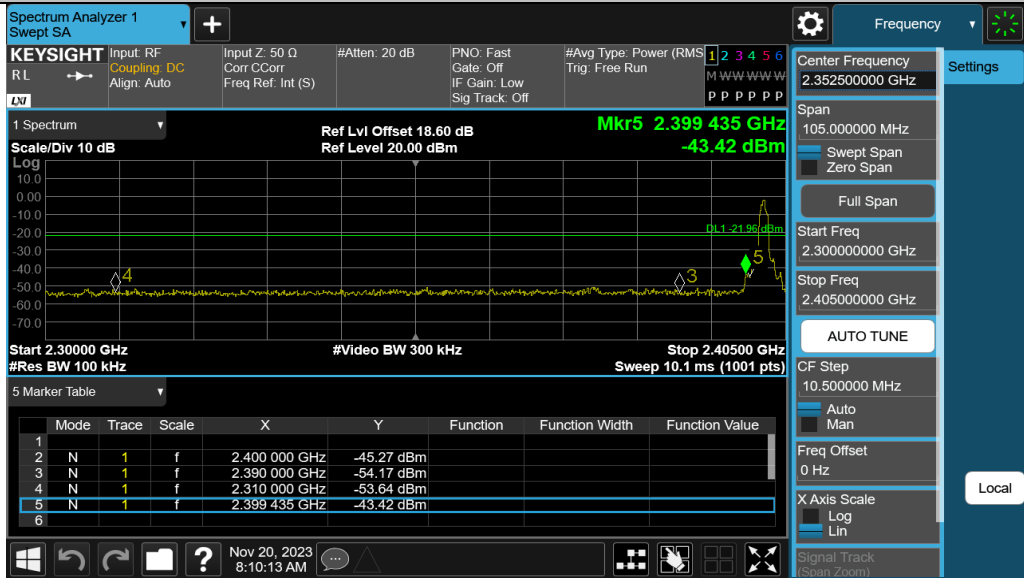 Spectrum Analyzer 1
Swept SA
+
Frequency
KEYSIGHT
R L
LXI
Input: RF
Coupling: DC
Align: Auto
Input Z: 50 Ω
Corr CCorr
Freq Ref: Int (S)
#Atten: 20 dB
PNO: Fast
Gate: Off
IF Gain: Low
Sig Track: Off
#Avg Type: Power (RMS
Trig: Free Run
1 2 3 4 5 6
M W W W W W
P P P P P P
1 Spectrum
Scale/Div 10 dB
Ref Lvl Offset 18.60 dB
Ref Level 20.00 dBm
Mkr5 2.399 435 GHz
-43.42 dBm
Log
10.0
0.00
-10.0
-20.0
-30.0
-40.0
-50.0
-60.0
-70.0
DL1 -21.96 dBm
4
3
5
Start 2.30000 GHz
#Video BW 300 kHz
Stop 2.40500 GHz
#Res BW 100 kHz
Sweep 10.1 ms (1001 pts)
5 Marker Table
Mode Trace Scale X Y Function Function Width Function Value
1
2 N 1 f 2.400 000 GHz -45.27 dBm
3 N 1 f 2.390 000 GHz -54.17 dBm
4 N 1 f 2.310 000 GHz -53.64 dBm
5 N 1 f 2.399 435 GHz -43.42 dBm
6
?
Nov 20, 2023
8:10:13 AM
Center Frequency
2.352500000 GHz
Span
105.000000 MHz
Swept Span
Zero Span
Full Span
Start Freq
2.300000000 GHz
Stop Freq
2.405000000 GHz
AUTO TUNE
CF Step
10.500000 MHz
Auto
Man
Freq Offset
0 Hz
X Axis Scale
Log
Lin
Signal Track
(Span Zoom)
Settings
Local